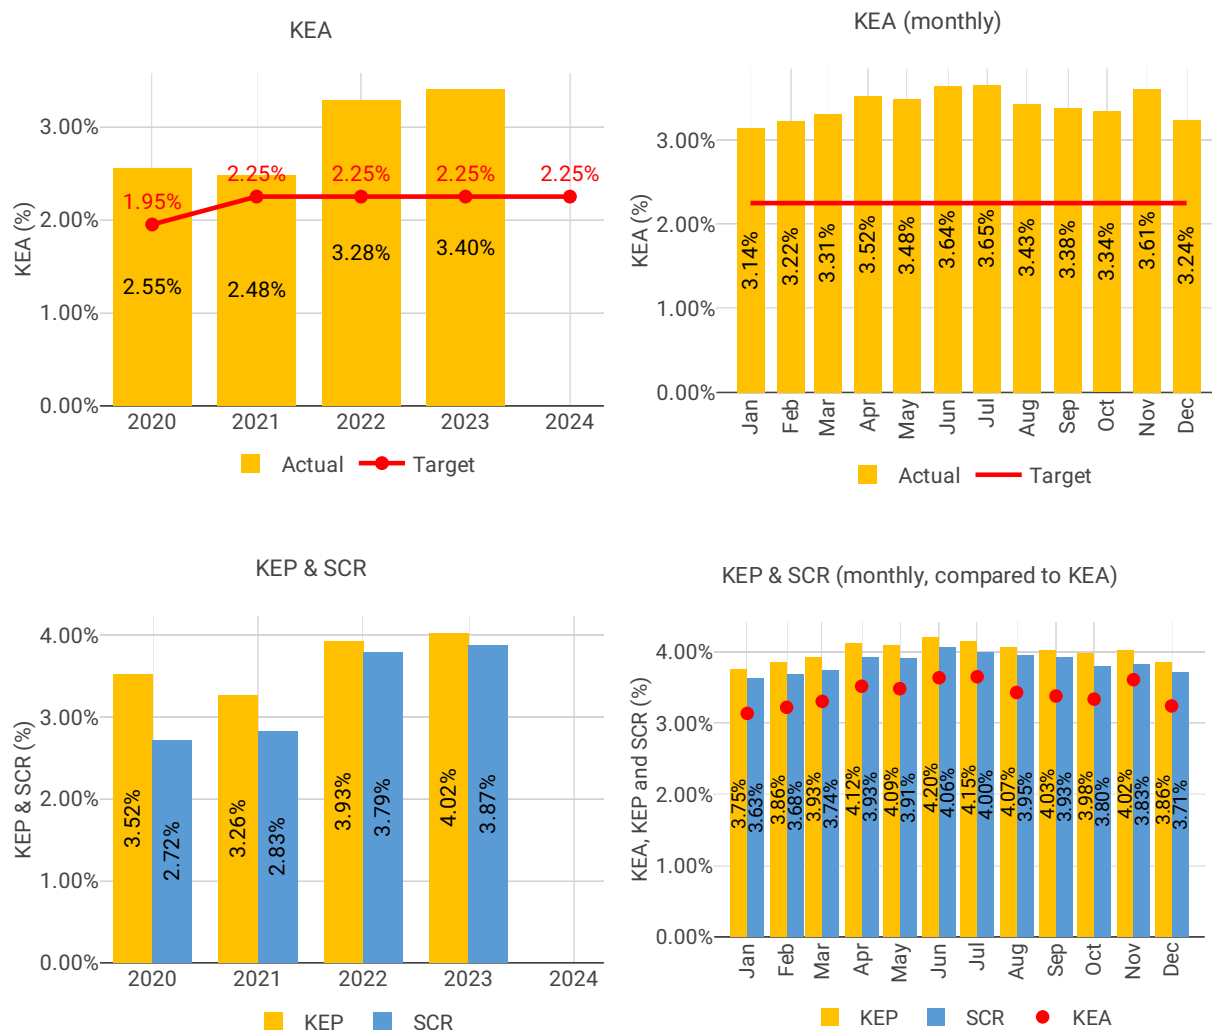 KEA
KEA (%)
3.00%
2.00%
1.00%
0.00%
1.95%
2.25%
2.25%
2.25%
2.25%
2.55%
2.48%
3.28%
3.40%
2020
2021
2022
2023
2024
Actual
Target
KEA (monthly)
KEA (%)
3.00%
2.00%
1.00%
0.00%
3.14%
3.22%
3.31%
3.52%
3.48%
3.64%
3.65%
3.43%
3.38%
3.34%
3.61%
3.24%
Jan
Feb
Mar
Apr
May
Jun
Jul
Aug
Sep
Oct
Nov
Dec
Actual
Target
KEP & SCR
KEP & SCR (%)
4.00%
3.00%
2.00%
1.00%
0.00%
3.52%
2.72%
3.26%
2.83%
3.93%
3.79%
4.02%
3.87%
2020
2021
2022
2023
2024
KEP
SCR
KEP & SCR (monthly, compared to KEA)
KEA, KEP and SCR (%)
4.00%
3.00%
2.00%
1.00%
0.00%
3.75%
3.63%
3.86%
3.68%
3.93%
3.74%
4.12%
3.93%
4.09%
3.91%
4.20%
4.06%
4.15%
4.00%
4.07%
3.95%
4.03%
3.93%
3.98%
3.80%
4.02%
3.83%
3.86%
3.71%
Jan
Feb
Mar
Apr
May
Jun
Jul
Aug
Sep
Oct
Nov
Dec
KEP
SCR
KEA